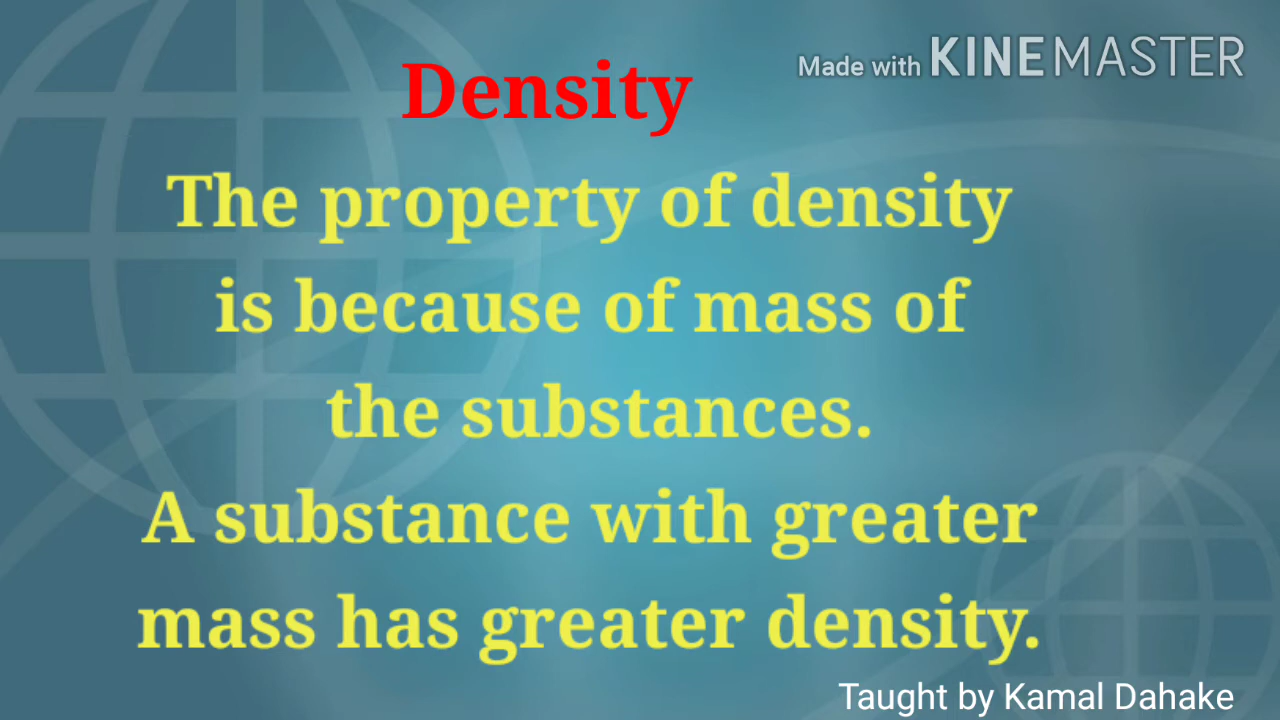 Made with KINEMASTER
Density
The property of density
is because of mass of
the substances.
A substance with greater
mass has greater density.
Taught by Kamal Dahake